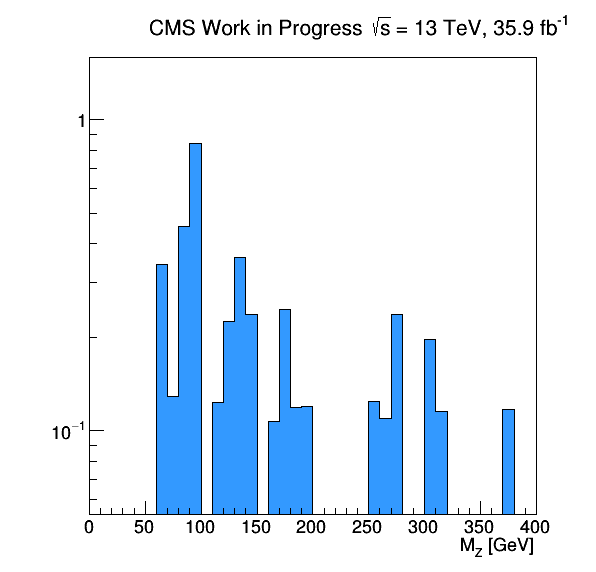 CMS Work in Progress √s = 13 TeV, 35.9 fb⁻¹
1
10⁻¹
0 50 100 150 200 250 300 350 400
M_Z [GeV]